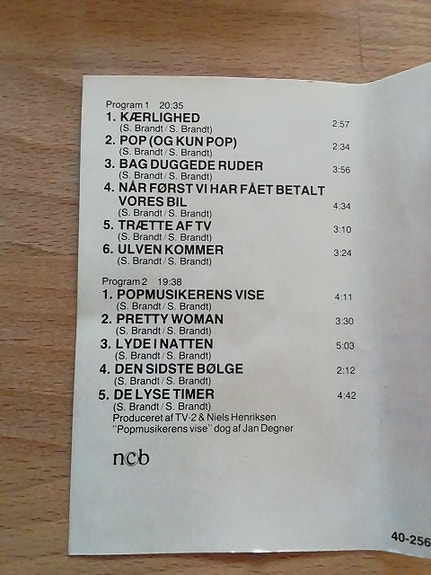 Program 1 20:35
1. KÆRLIGHED 2:57
(S. Brandt / S. Brandt)
2. POP (OG KUN POP) 2:34
(S. Brandt / S. Brandt)
3. BAG DUGGEDE RUDER 3:56
(S. Brandt / S. Brandt)
4. NÅR FØRST VI HAR FÅET BETALT
VORES BIL 4:34
(S. Brandt / S. Brandt)
5. TRÆTTE AF TV 3:10
(S. Brandt / S. Brandt)
6. ULVEN KOMMER 3:24
(S. Brandt / S. Brandt)
Program 2 19:38
1. POPMUSIKERENS VISE 4:11
(S. Brandt / S. Brandt)
2. PRETTY WOMAN 3:30
(S. Brandt / S. Brandt)
3. LYDE I NATTEN 5:03
(S. Brandt / S. Brandt)
4. DEN SIDSTE BØLGE 2:12
(S. Brandt / S. Brandt)
5. DE LYSE TIMER 4:42
(S. Brandt / S. Brandt)
Produceret af TV·2 & Niels Henriksen
"Popmusikerens vise" dog af Jan Degner
ncb
40-256